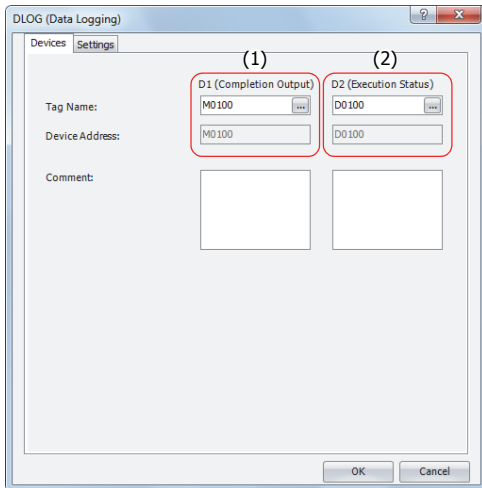 DLOG (Data Logging)
Devices Settings
(1) (2)
D1 (Completion Output) D2 (Execution Status)
Tag Name: M0100 ... D0100 ...
Device Address: M0100 D0100
Comment:
OK Cancel